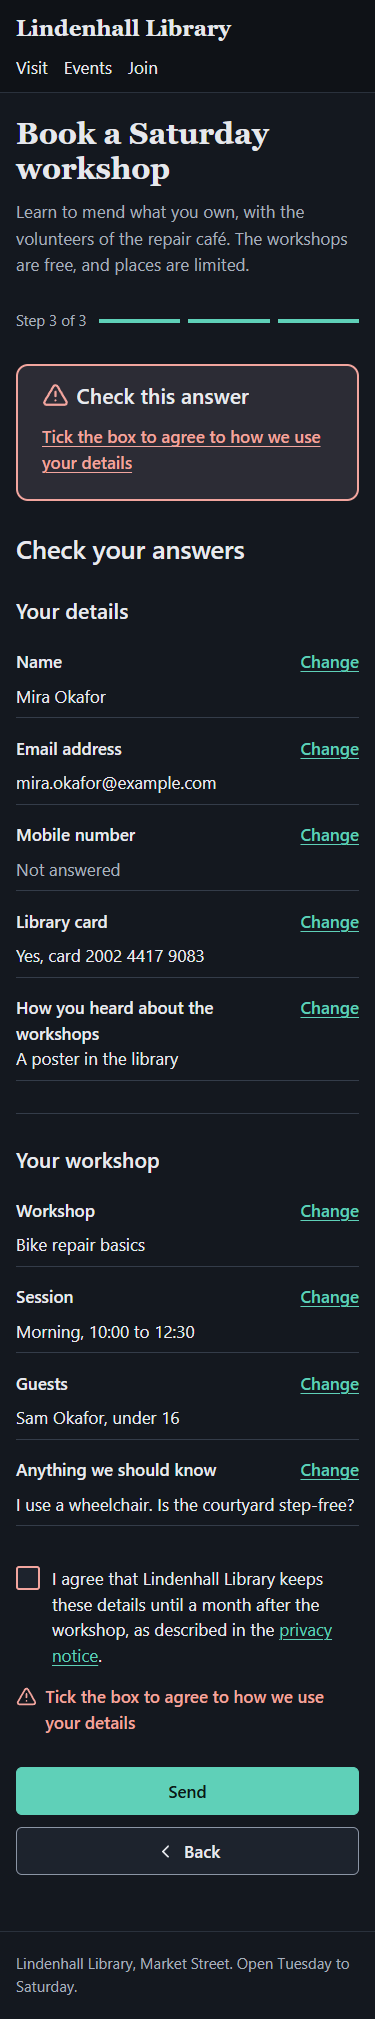 Lindenhall Library
Visit Events Join
Book a Saturday
workshop
Learn to mend what you own, with the
volunteers of the repair café. The workshops
are free, and places are limited.
Step 3 of 3
Check this answer
Tick the box to agree to how we use
your details
Check your answers
Your details
Name Change
Mira Okafor
Email address Change
mira.okafor@example.com
Mobile number Change
Not answered
Library card Change
Yes, card 2002 4417 9083
How you heard about the Change
workshops
A poster in the library
Your workshop
Workshop Change
Bike repair basics
Session Change
Morning, 10:00 to 12:30
Guests Change
Sam Okafor, under 16
Anything we should know Change
I use a wheelchair. Is the courtyard step-free?
I agree that Lindenhall Library keeps
these details until a month after the
workshop, as described in the privacy
notice.
Tick the box to agree to how we use
your details
Send
Back
Lindenhall Library, Market Street. Open Tuesday to
Saturday.